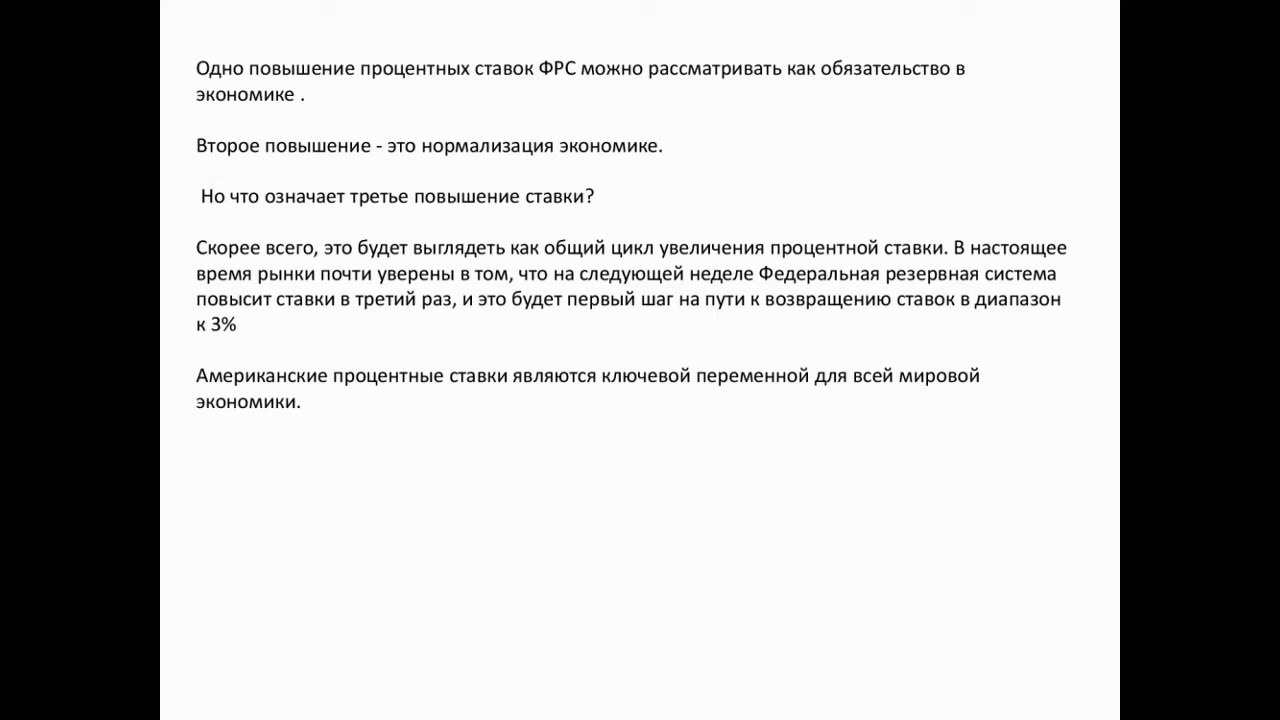 Одно повышение процентных ставок ФРС можно рассматривать как обязательство в
экономике .
Второе повышение - это нормализация экономике.
Но что означает третье повышение ставки?
Скорее всего, это будет выглядеть как общий цикл увеличения процентной ставки. В настоящее
время рынки почти уверены в том, что на следующей неделе Федеральная резервная система
повысит ставки в третий раз, и это будет первый шаг на пути к возвращению ставок в диапазон
к 3%
Американские процентные ставки являются ключевой переменной для всей мировой
экономики.